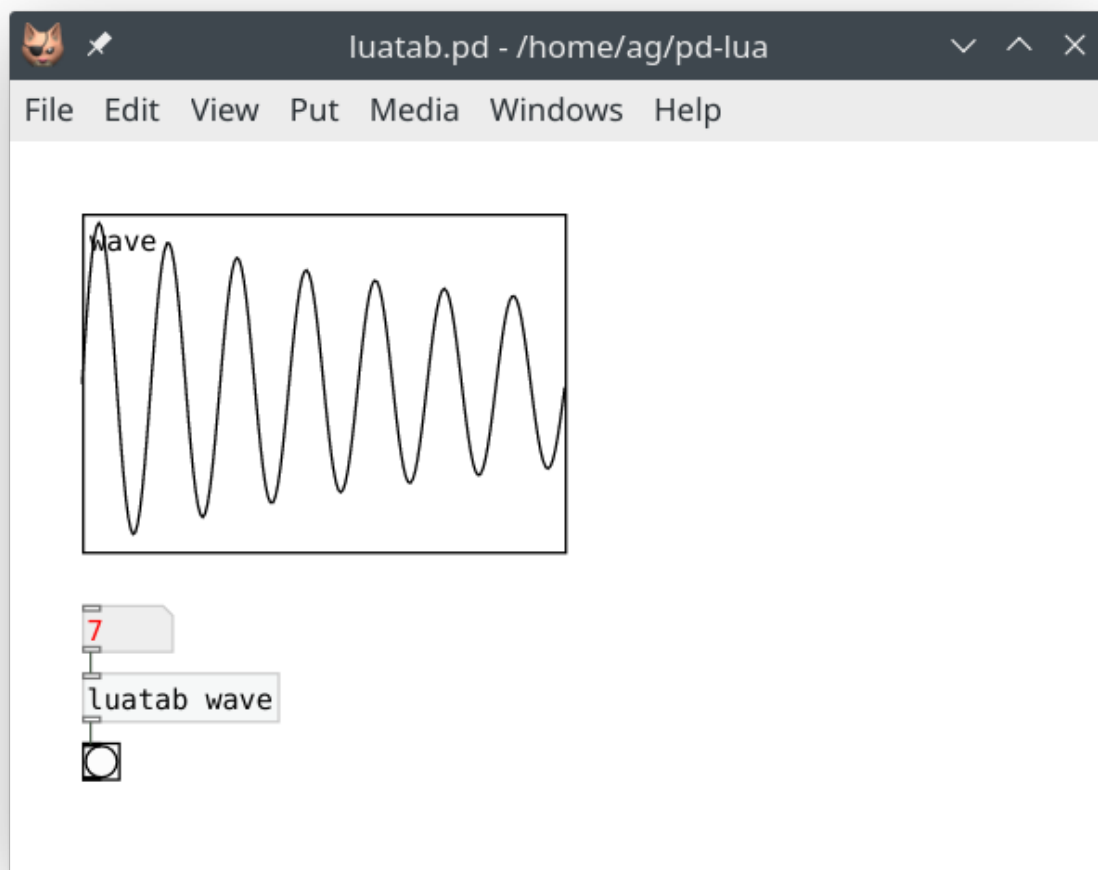 luatab.pd - /home/ag/pd-lua
File Edit View Put Media Windows Help
wave
7
luatab wave